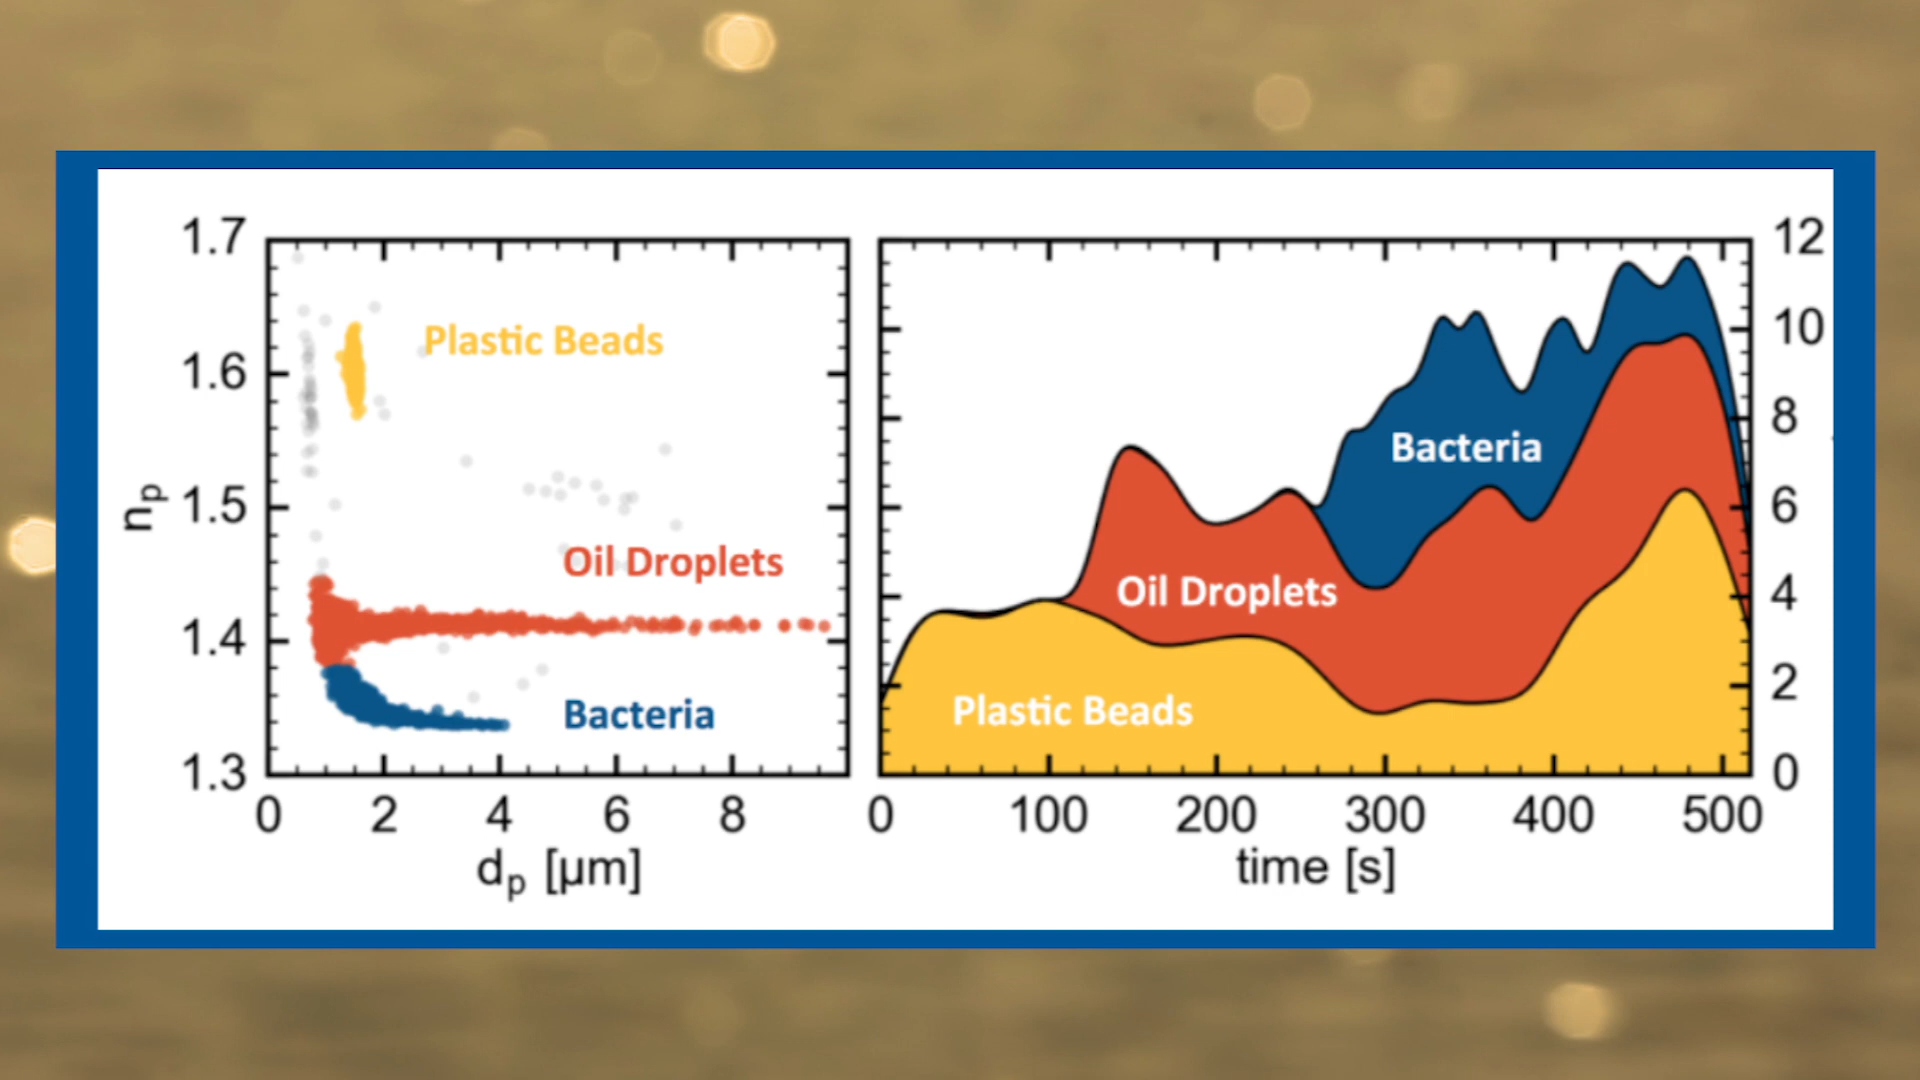 1.7
1.6
1.5
1.4
1.3
n_p
Plastic Beads
Oil Droplets
Bacteria
0 2 4 6 8
d_p [µm]
Bacteria
Oil Droplets
Plastic Beads
12
10
8
6
4
2
0
0 100 200 300 400 500
time [s]